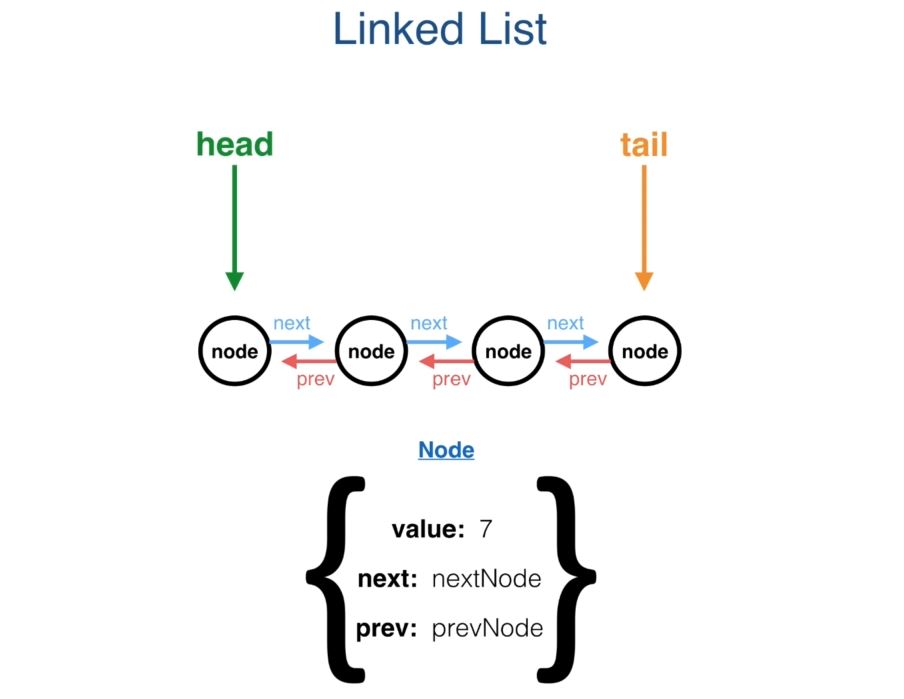 Linked List
head
tail
next
next
next
node
node
node
node
prev
prev
prev
Node
{
value: 7
next: nextNode
prev: prevNode
}